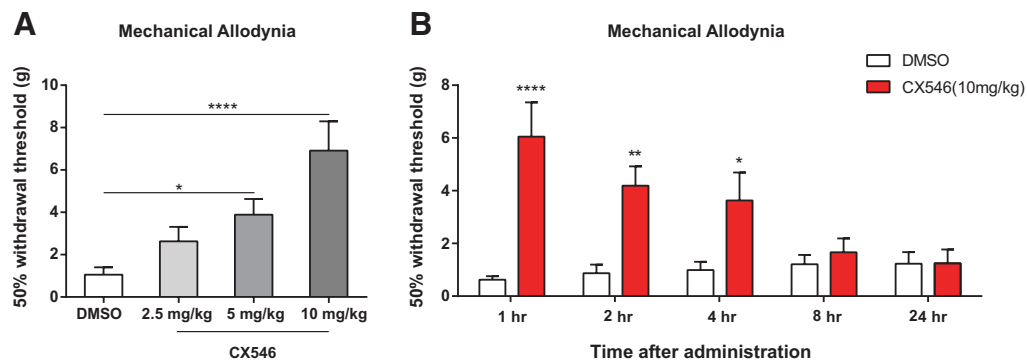 A
Mechanical Allodynia
50% withdrawal threshold (g)
10
8
6
4
2
0
****
*
DMSO 2.5 mg/kg 5 mg/kg 10 mg/kg
CX546
B
Mechanical Allodynia
DMSO
CX546(10mg/kg)
50% withdrawal threshold (g)
8
6
4
2
0
****
**
*
1 hr 2 hr 4 hr 8 hr 24 hr
Time after administration